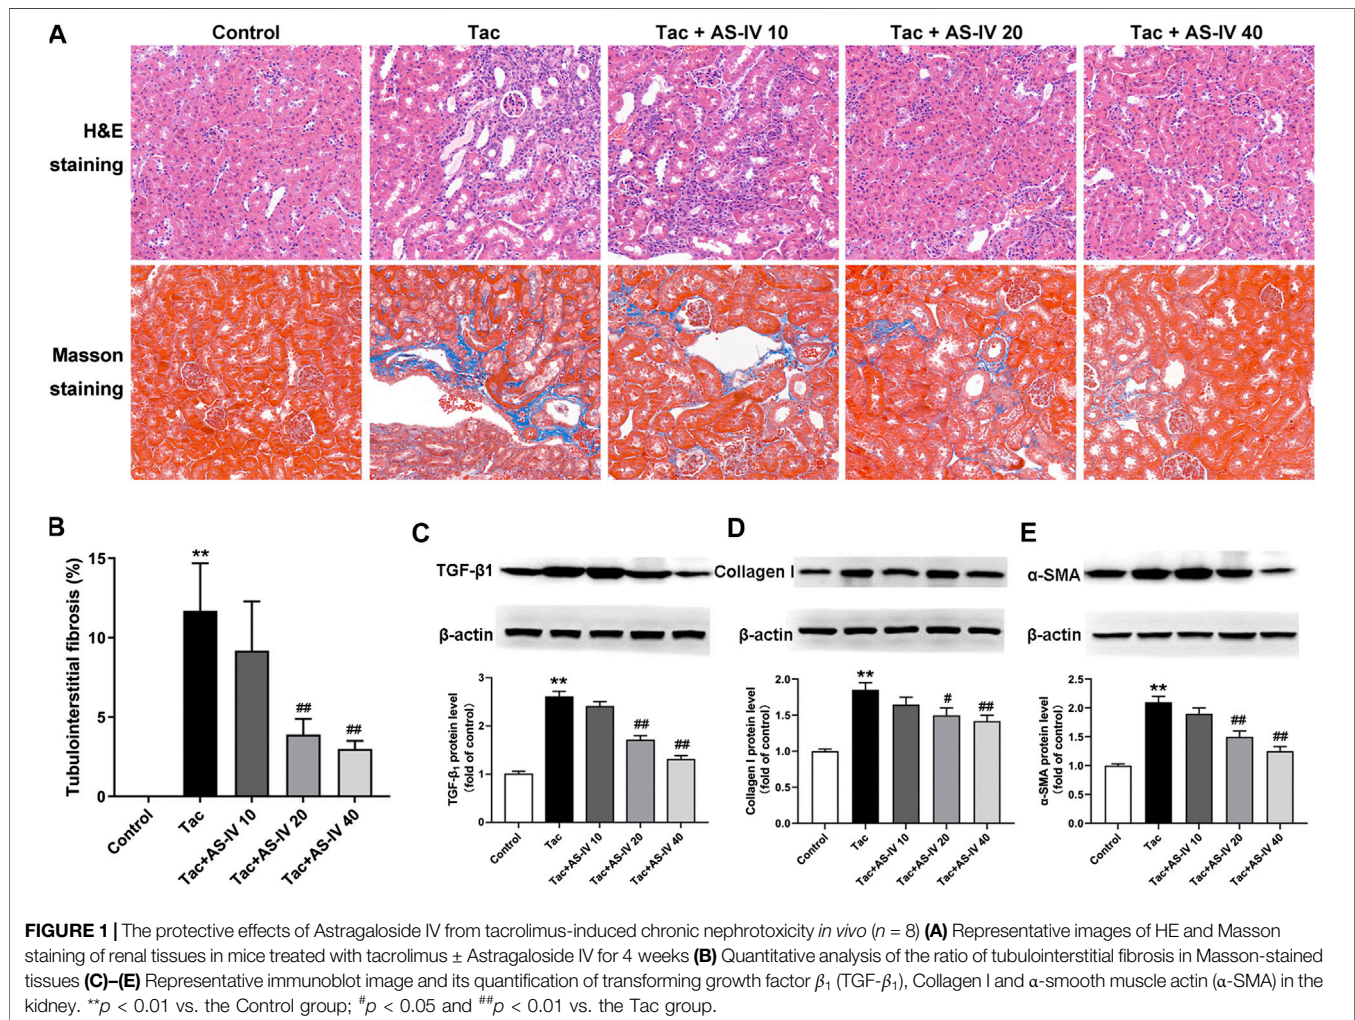 A
Control
Tac
Tac + AS-IV 10
Tac + AS-IV 20
Tac + AS-IV 40
H&E
staining
Masson
staining
B
Tubulointerstitial fibrosis (%)
15
10
5
0
**
##
##
Control
Tac
Tac+AS-IV 10
Tac+AS-IV 20
Tac+AS-IV 40
C
TGF-β1
β-actin
TGF-β₁ protein level
(fold of control)
3
2
1
0
**
##
##
Control
Tac
Tac+AS-IV 10
Tac+AS-IV 20
Tac+AS-IV 40
D
Collagen I
β-actin
Collagen I protein level
(fold of control)
2.0
1.5
1.0
0.5
0.0
**
#
##
Control
Tac
Tac+AS-IV 10
Tac+AS-IV 20
Tac+AS-IV 40
E
α-SMA
β-actin
α-SMA protein level
(fold of control)
2.5
2.0
1.5
1.0
0.5
0.0
**
##
##
Control
Tac
Tac+AS-IV 10
Tac+AS-IV 20
Tac+AS-IV 40
FIGURE 1 | The protective effects of Astragaloside IV from tacrolimus-induced chronic nephrotoxicity in vivo (n = 8) (A) Representative images of HE and Masson
staining of renal tissues in mice treated with tacrolimus ± Astragaloside IV for 4 weeks (B) Quantitative analysis of the ratio of tubulointerstitial fibrosis in Masson-stained
tissues (C)–(E) Representative immunoblot image and its quantification of transforming growth factor β₁ (TGF-β₁), Collagen I and α-smooth muscle actin (α-SMA) in the
kidney. **p < 0.01 vs. the Control group; #p < 0.05 and ##p < 0.01 vs. the Tac group.